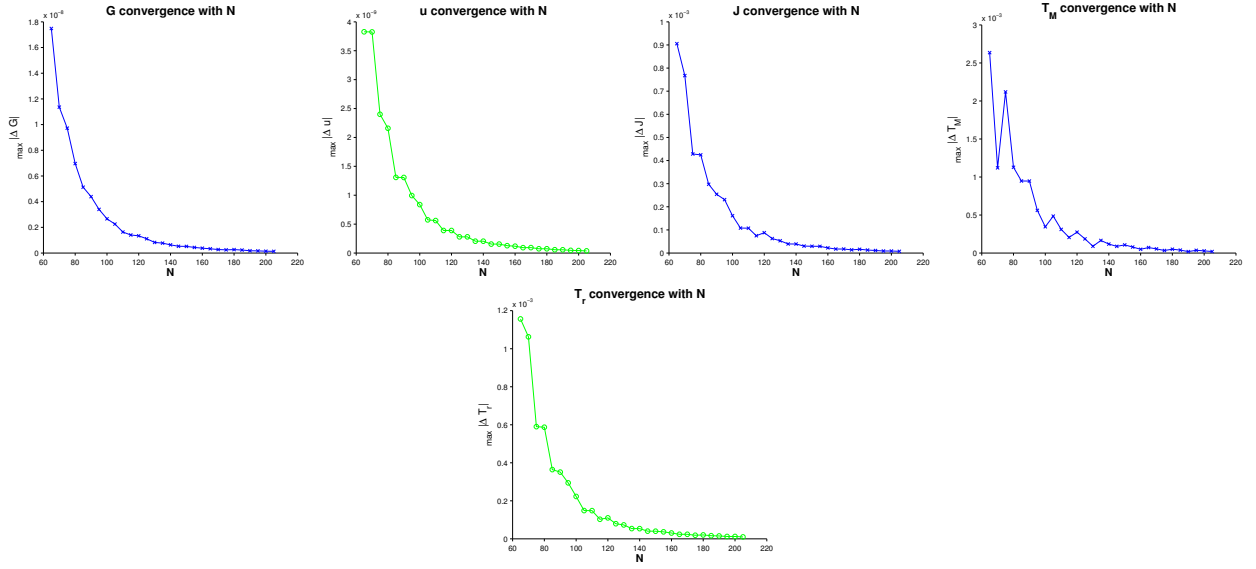 G convergence with N
x 10^-8
1.8
1.6
1.4
1.2
1
0.8
0.6
0.4
0.2
0
max |Δ G|
60 80 100 120 140 160 180 200 220
N
u convergence with N
x 10^-9
4
3.5
3
2.5
2
1.5
1
0.5
0
max |Δ u|
60 80 100 120 140 160 180 200 220
N
J convergence with N
x 10^-3
1
0.9
0.8
0.7
0.6
0.5
0.4
0.3
0.2
0.1
0
max |Δ J|
60 80 100 120 140 160 180 200 220
N
T_M convergence with N
x 10^-3
3
2.5
2
1.5
1
0.5
0
max |Δ T_M|
60 80 100 120 140 160 180 200 220
N
T_r convergence with N
x 10^-3
1.2
1
0.8
0.6
0.4
0.2
0
max |Δ T_r|
60 80 100 120 140 160 180 200 220
N